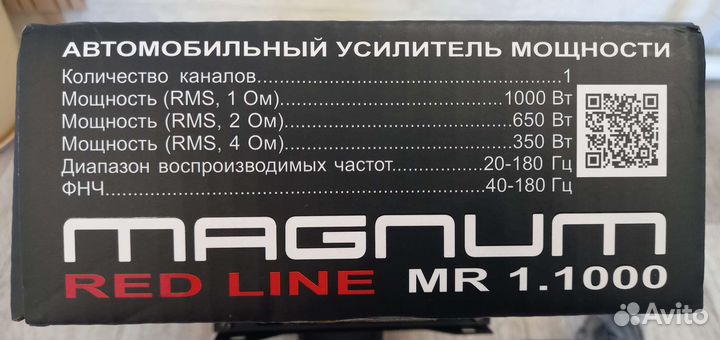 АВТОМОБИЛЬНЫЙ УСИЛИТЕЛЬ МОЩНОСТИ
Количество каналов..................................................1
Мощность (RMS, 1 Ом)....................................1000 Вт
Мощность (RMS, 2 Ом)......................................650 Вт
Мощность (RMS, 4 Ом)......................................350 Вт
Диапазон воспроизводимых частот..............20-180 Гц
ФНЧ................................................................40-180 Гц
MAGNUM
RED LINE MR 1.1000
Avito